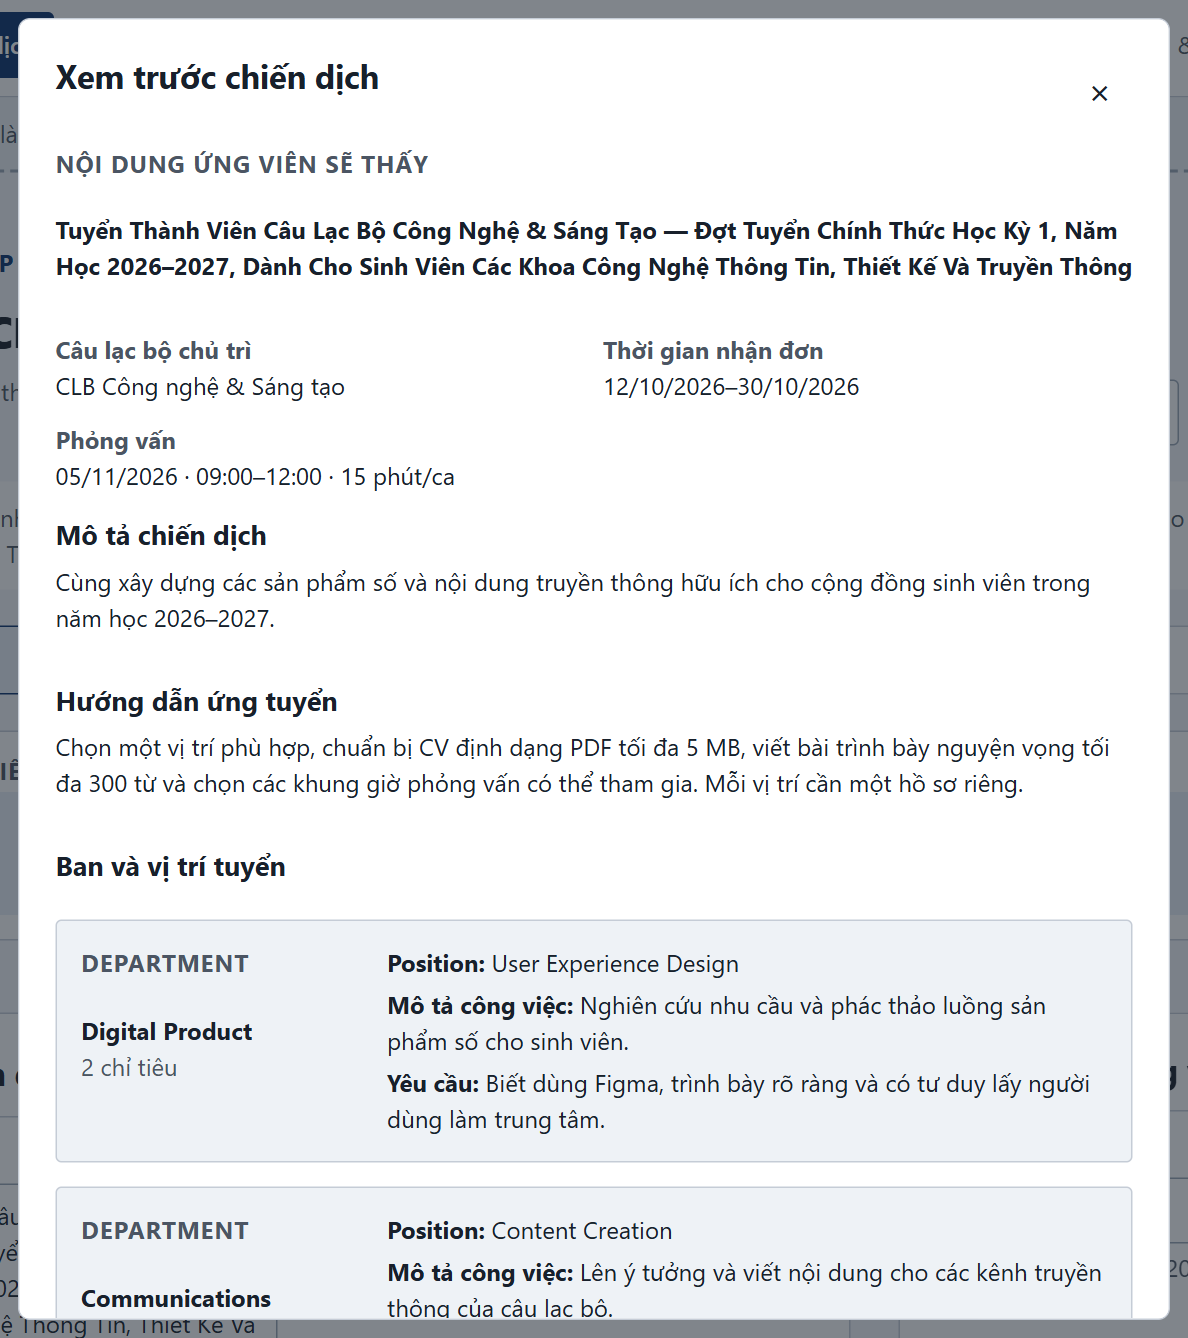 Xem trước chiến dịch
×
NỘI DUNG ỨNG VIÊN SẼ THẤY
Tuyển Thành Viên Câu Lạc Bộ Công Nghệ & Sáng Tạo — Đợt Tuyển Chính Thức Học Kỳ 1, Năm
Học 2026–2027, Dành Cho Sinh Viên Các Khoa Công Nghệ Thông Tin, Thiết Kế Và Truyền Thông
Câu lạc bộ chủ trì
CLB Công nghệ & Sáng tạo
Thời gian nhận đơn
12/10/2026–30/10/2026
Phỏng vấn
05/11/2026 · 09:00–12:00 · 15 phút/ca
Mô tả chiến dịch
Cùng xây dựng các sản phẩm số và nội dung truyền thông hữu ích cho cộng đồng sinh viên trong
năm học 2026–2027.
Hướng dẫn ứng tuyển
Chọn một vị trí phù hợp, chuẩn bị CV định dạng PDF tối đa 5 MB, viết bài trình bày nguyện vọng tối
đa 300 từ và chọn các khung giờ phỏng vấn có thể tham gia. Mỗi vị trí cần một hồ sơ riêng.
Ban và vị trí tuyển
DEPARTMENT
Digital Product
2 chỉ tiêu
Position: User Experience Design
Mô tả công việc: Nghiên cứu nhu cầu và phác thảo luồng sản
phẩm số cho sinh viên.
Yêu cầu: Biết dùng Figma, trình bày rõ ràng và có tư duy lấy người
dùng làm trung tâm.
DEPARTMENT
Communications
Position: Content Creation
Mô tả công việc: Lên ý tưởng và viết nội dung cho các kênh truyền
thông của câu lạc bộ.
Thông Tin, Thiết Kế Và